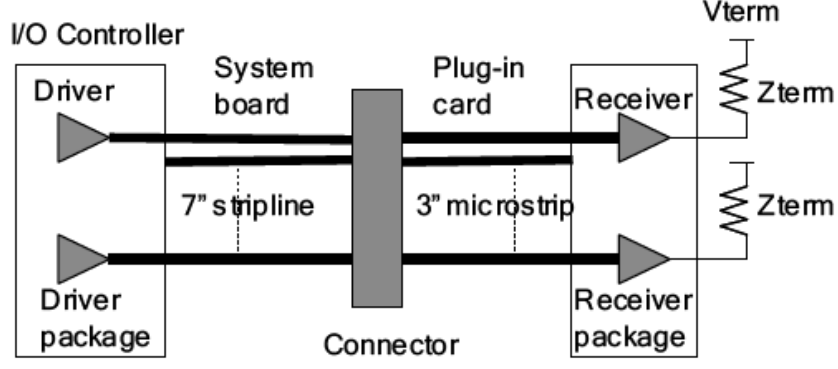 Vterm
I/O Controller
System
board
Plug-in
card
Driver
Receiver
Zterm
7" stripline
3" microstrip
Zterm
Driver
package
Receiver
package
Connector